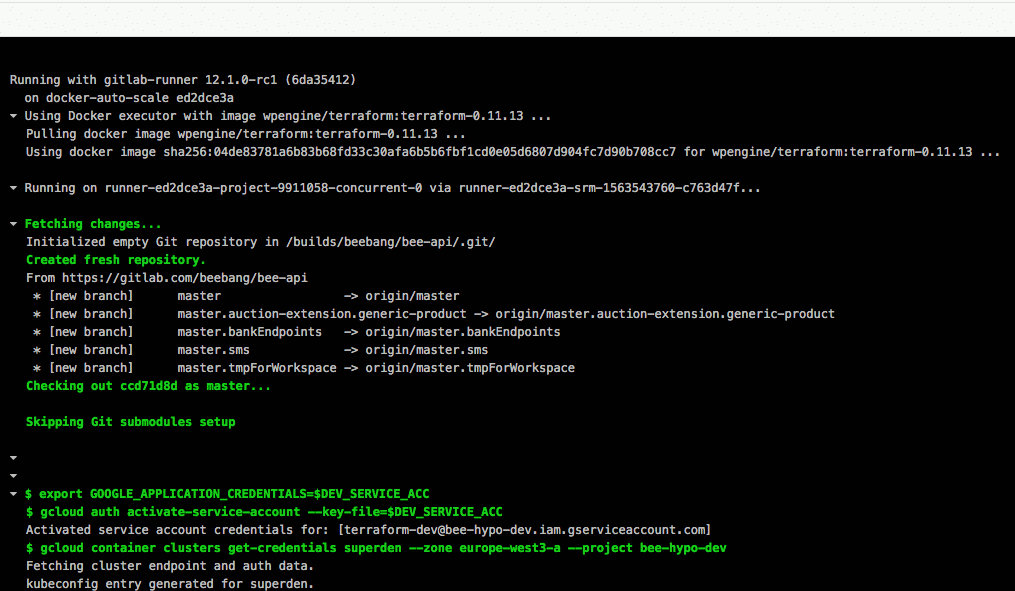 Running with gitlab-runner 12.1.0-rc1 (6da35412)
on docker-auto-scale ed2dce3a
Using Docker executor with image wpengine/terraform:terraform-0.11.13 ...
Pulling docker image wpengine/terraform:terraform-0.11.13 ...
Using docker image sha256:04de83781a6b83b68fd33c30afa6b5b6fbf1cd0e05d6807d904fc7d90b708cc7 for wpengine/terraform:terraform-0.11.13 ...
Running on runner-ed2dce3a-project-9911058-concurrent-0 via runner-ed2dce3a-srm-1563543760-c763d47f...
Fetching changes...
Initialized empty Git repository in /builds/beebang/bee-api/.git/
Created fresh repository.
From https://gitlab.com/beebang/bee-api
* [new branch]      master                 -> origin/master
* [new branch]      master.auction-extension.generic-product -> origin/master.auction-extension.generic-product
* [new branch]      master.bankEndpoints   -> origin/master.bankEndpoints
* [new branch]      master.sms             -> origin/master.sms
* [new branch]      master.tmpForWorkspace -> origin/master.tmpForWorkspace
Checking out ccd71d8d as master...
Skipping Git submodules setup
$ export GOOGLE_APPLICATION_CREDENTIALS=$DEV_SERVICE_ACC
$ gcloud auth activate-service-account --key-file=$DEV_SERVICE_ACC
Activated service account credentials for: [terraform-dev@bee-hypo-dev.iam.gserviceaccount.com]
$ gcloud container clusters get-credentials superden --zone europe-west3-a --project bee-hypo-dev
Fetching cluster endpoint and auth data.
kubeconfig entry generated for superden.